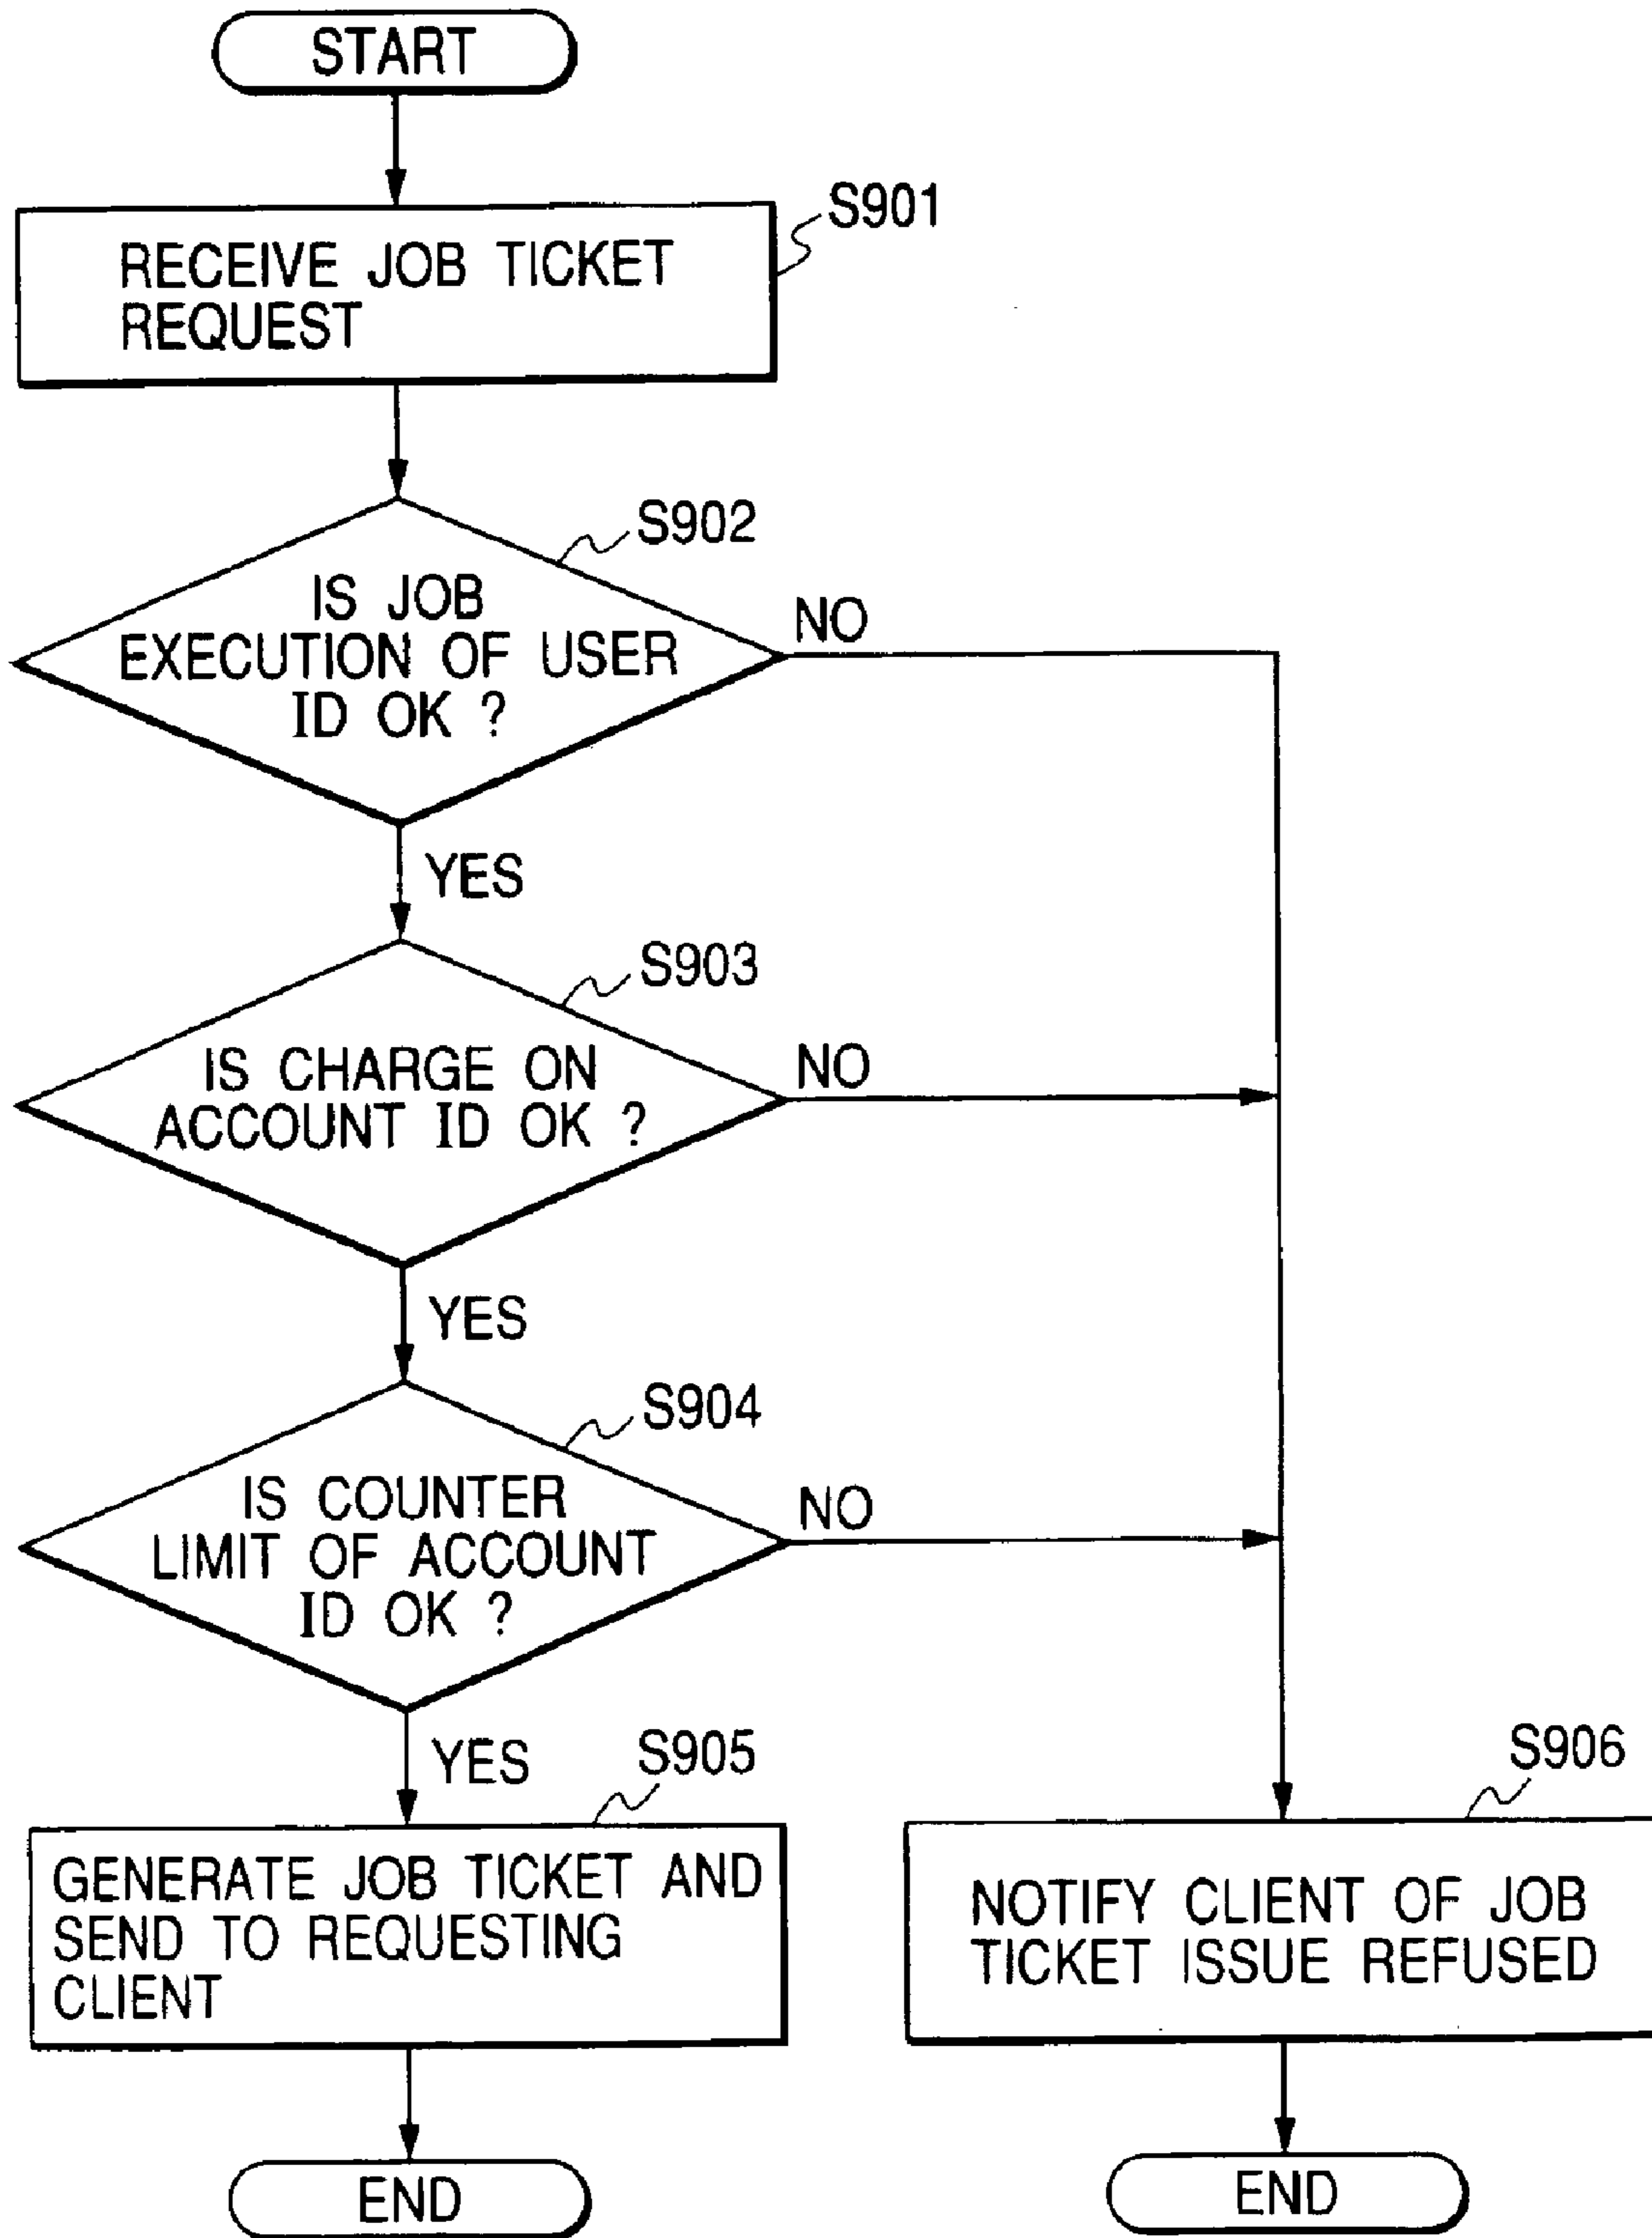 START
S901
RECEIVE JOB TICKET
REQUEST
S902
IS JOB
EXECUTION OF USER
ID OK ?
NO
YES
S903
IS CHARGE ON
ACCOUNT ID OK ?
NO
YES
S904
IS COUNTER
LIMIT OF ACCOUNT
ID OK ?
NO
YES
S905
GENERATE JOB TICKET AND
SEND TO REQUESTING
CLIENT
END
S906
NOTIFY CLIENT OF JOB
TICKET ISSUE REFUSED
END